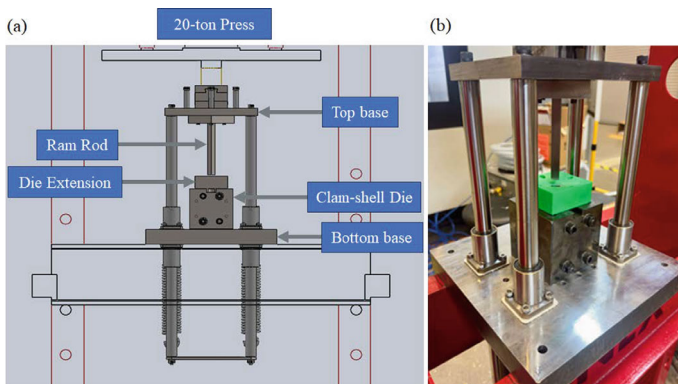 (a)
20-ton Press
Top base
Ram Rod
Die Extension
Clam-shell Die
Bottom base
(b)